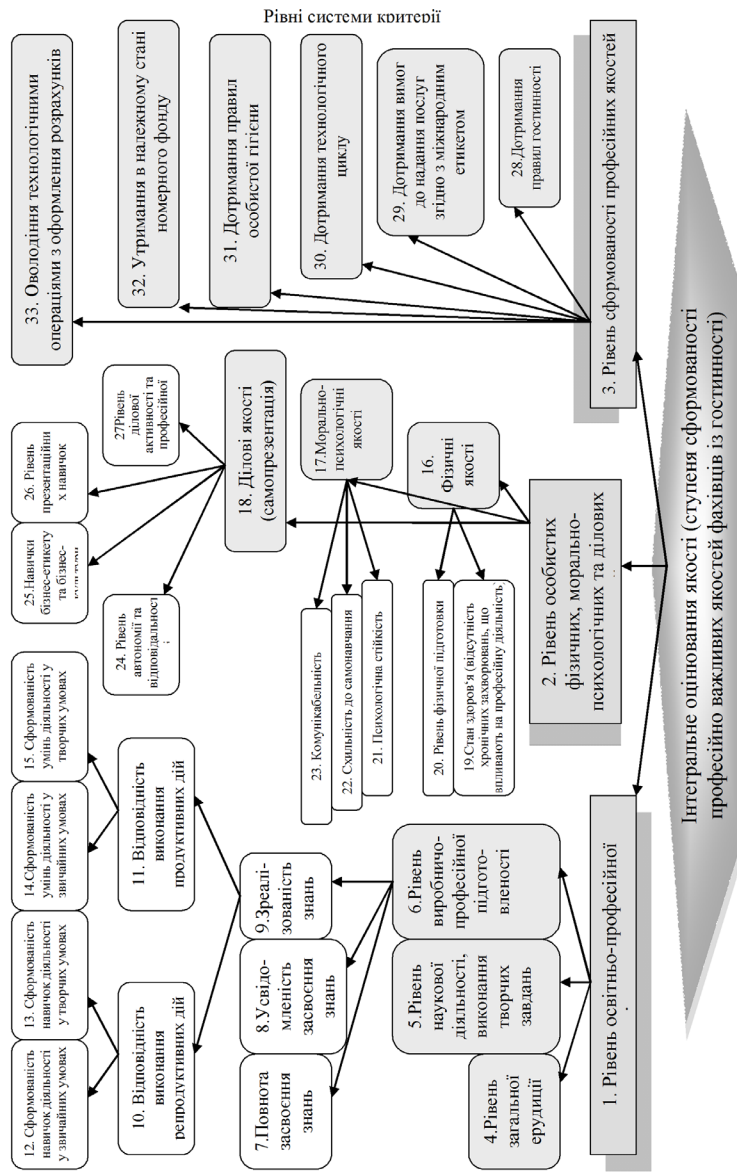 Рівні системи критерії
Інтегральне оцінювання якості (ступеня сформованості
професійно важливих якостей фахівців із гостинності)
1. Рівень освітньо-професійної
2. Рівень особистих
фізичних, морально-
психологічних та ділових
3. Рівень сформованості професійних якостей
4.Рівень
загальної
ерудиції
5.Рівень
наукової
діяльності,
виконання
творчих
завдань
6.Рівень
виробничо-
професійної
підгото-
вленості
7.Повнота
засвоєння
знань
8.Усвідо-
мленість
засвоєння
знань
9.Зреалі-
зованість
знань
10. Відповідність
виконання
репродуктивних дій
11. Відповідність
виконання
продуктивних дій
12. Сформованість
навичок діяльності
у звичайних умовах
13. Сформованість
навичок діяльності
у творчих умовах
14.Сформованість
умінь діяльності у
звичайних умовах
15. Сформованість
умінь діяльності у
творчих умовах
16.
Фізичні
якості
17.Морально-
психологічні
якості
18. Ділові якості
(самопрезентація)
19.Стан здоров'я (відсутність
хронічних захворювань, що
впливають на професійну діяльність
20. Рівень фізичної підготовки
21. Психологічна стійкість
22. Схильність до самонавчання
23. Комунікабельність
24. Рівень
автономії та
відповідальност
і
25.Навички
бізнес-етикету
та бізнес-
26. Рівень
презентаційни
х навичок
27Рівень
ділової
активності та
професійної
28.Дотримання
правил гостинності
29. Дотримання вимог
до надання послуг
згідно з міжнародним
етикетом
30. Дотримання технологічного
циклу
31. Дотримання правил
особистої гігієни
32. Утримання в належному стані
номерного фонду
33. Оволодіння технологічними
операціями з оформлення розрахунків